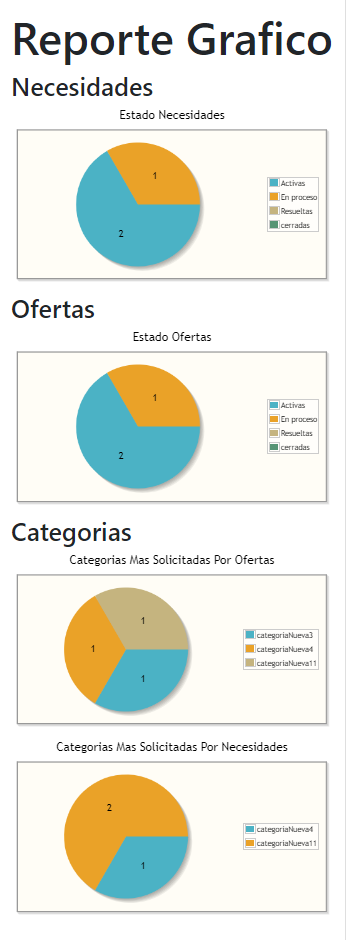 Reporte Grafico
Necesidades
Estado Necesidades
1
2
Activas
En proceso
Resueltas
cerradas
Ofertas
Estado Ofertas
1
2
Activas
En proceso
Resueltas
cerradas
Categorias
Categorias Mas Solicitadas Por Ofertas
1
1
1
categoriaNueva3
categoriaNueva4
categoriaNueva11
Categorias Mas Solicitadas Por Necesidades
2
1
categoriaNueva4
categoriaNueva11